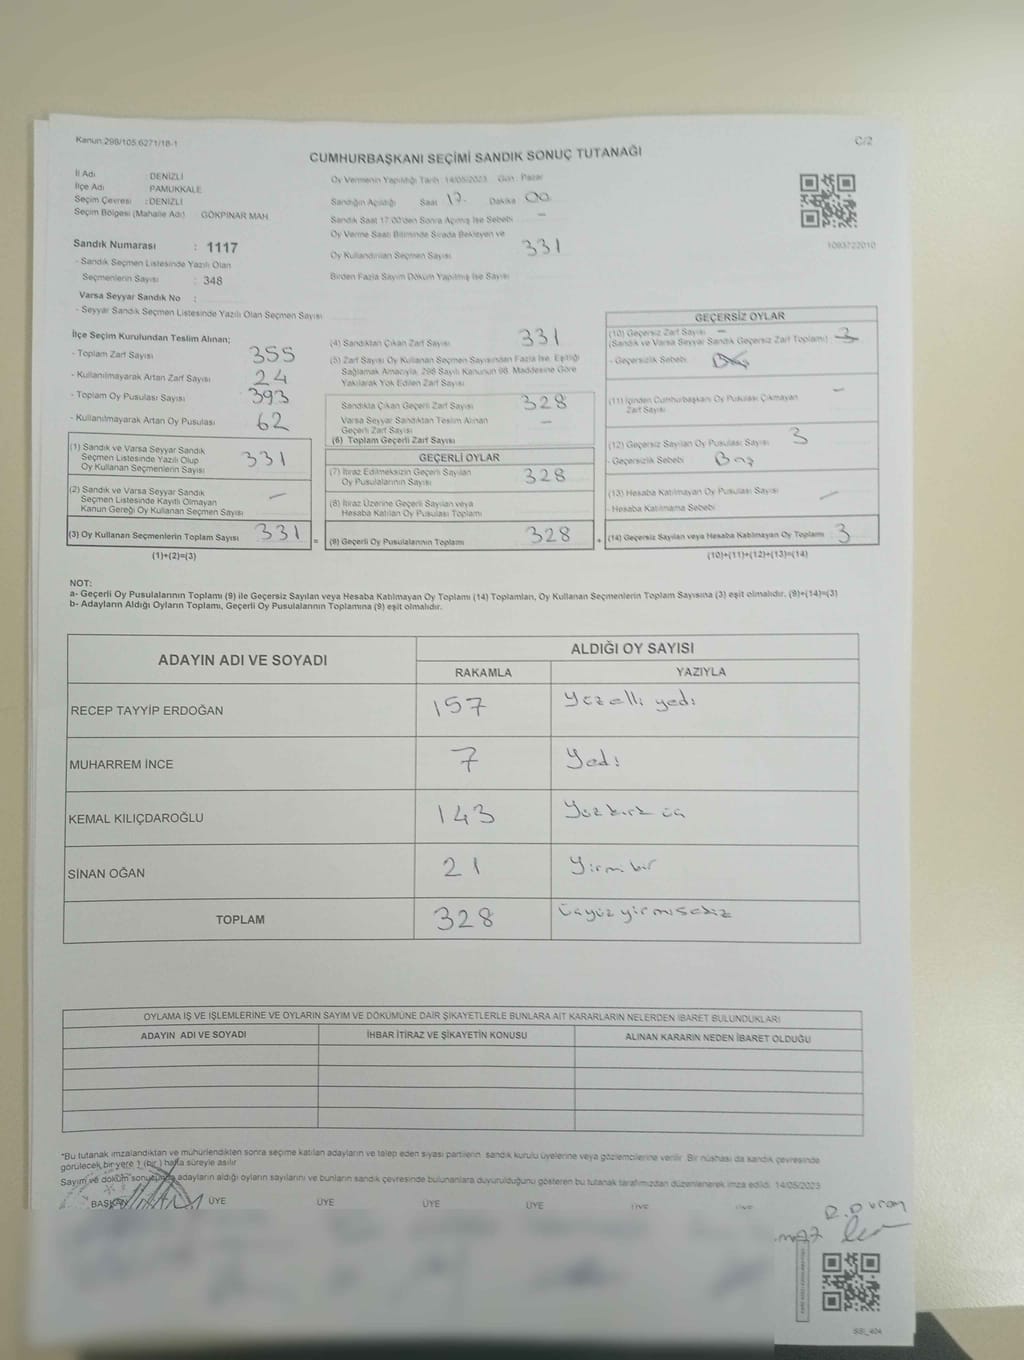 Kanun:298/105.6271/18-1
C/2
CUMHURBAŞKANI SEÇİMİ SANDIK SONUÇ TUTANAĞI
İl Adı : DENİZLİ
İlçe Adı : PAMUKKALE
Seçim Çevresi : DENİZLİ
Seçim Bölgesi (Mahalle Adı) GÖKPINAR MAH
Sandık Numarası : 1117
- Sandık Seçmen Listesinde Yazılı Olan
Seçmenlerin Sayısı : 348
Varsa Seyyar Sandık No :
- Seyyar Sandık Seçmen Listesinde Yazılı Olan Seçmen Sayısı
Oy Vermenin Yapıldığı Tarih :14/05/2023 Gün : Pazar
Sandığın Açıldığı Saat 17. Dakika 00
Sandık Saat 17:00'den Sonra Açılmış İse Sebebi —
Oy Verme Saati Bitiminde Sırada Bekleyen ve
Oy Kullandırılan Seçmen Sayısı 331
Birden Fazla Sayım Döküm Yapılmış İse Sayısı
1093722010
İlçe Seçim Kurulundan Teslim Alınan;
- Toplam Zarf Sayısı 355
- Kullanılmayarak Artan Zarf Sayısı 24
- Toplam Oy Pusulası Sayısı 393
- Kullanılmayarak Artan Oy Pusulası 62
(1) Sandık ve Varsa Seyyar Sandık
Seçmen Listesinde Yazılı Olup
Oy Kullanan Seçmenlerin Sayısı 331
(2) Sandık ve Varsa Seyyar Sandık
Seçmen Listesinde Kayıtlı Olmayan
Kanun Gereği Oy Kullanan Seçmen Sayısı —
(3) Oy Kullanan Seçmenlerin Toplam Sayısı 331 =
(1)+(2)=(3)
(4) Sandıktan Çıkan Zarf Sayısı 331
(5) Zarf Sayısı Oy Kullanan Seçmen Sayısından Fazla İse, Eşitliği
Sağlamak Amacıyla, 298 Sayılı Kanunun 98. Maddesine Göre
Yakılarak Yok Edilen Zarf Sayısı
Sandıkta Çıkan Geçerli Zarf Sayısı 328
Varsa Seyyar Sandıktan Teslim Alınan
Geçerli Zarf Sayısı —
(6) Toplam Geçerli Zarf Sayısı
GEÇERLİ OYLAR
(7) İtiraz Edilmeksizin Geçerli Sayılan
Oy Pusulalarının Sayısı 328
(8) İtiraz Üzerine Geçerli Sayılan veya
Hesaba Katılan Oy Pusulası Toplamı
(9) Geçerli Oy Pusulalarının Toplamı 328 +
GEÇERSİZ OYLAR
(10) Geçersiz Zarf Sayısı —
(Sandık ve Varsa Seyyar Sandık Geçersiz Zarf Toplamı) 3
- Geçersizlik Sebebi Boş
(11) İçinden Cumhurbaşkanı Oy Pusulası Çıkmayan
Zarf Sayısı —
(12) Geçersiz Sayılan Oy Pusulası Sayısı 3
- Geçersizlik Sebebi Boş
(13) Hesaba Katılmayan Oy Pusulası Sayısı —
- Hesaba Katılmama Sebebi
(14) Geçersiz Sayılan veya Hesaba Katılmayan Oy Toplamı 3
(10)+(11)+(12)+(13)=(14)
NOT:
a- Geçerli Oy Pusulalarının Toplamı (9) ile Geçersiz Sayılan veya Hesaba Katılmayan Oy Toplamı (14) Toplamları, Oy Kullanan Seçmenlerin Toplam Sayısına (3) eşit olmalıdır. (9)+(14)=(3)
b- Adayların Aldığı Oyların Toplamı, Geçerli Oy Pusulalarının Toplamına (9) eşit olmalıdır.
ADAYIN ADI VE SOYADI ALDIĞI OY SAYISI
RAKAMLA YAZIYLA
RECEP TAYYİP ERDOĞAN 157 Yüzelli yedi
MUHARREM İNCE 7 Yedi
KEMAL KILIÇDAROĞLU 143 Yüz kırk üç
SİNAN OĞAN 21 Yirmi bir
TOPLAM 328 üçyüz yirmisekiz
OYLAMA İŞ VE İŞLEMLERİNE VE OYLARIN SAYIM VE DÖKÜMÜNE DAİR ŞİKAYETLERLE BUNLARA AİT KARARLARIN NELERDEN İBARET BULUNDUKLARI
ADAYIN ADI VE SOYADI İHBAR İTİRAZ VE ŞİKAYETİN KONUSU ALINAN KARARIN NEDEN İBARET OLDUĞU
*Bu tutanak imzalandıktan ve mühürlendikten sonra seçime katılan adayların ve talep eden siyasi partilerin sandık kurulu üyelerine veya gözlemcilerine verilir. Bir nüshası da sandık çevresinde
görülecek bir yere 1 (bir) hafta süreyle asılır
Sayım ve döküm sonucunda adayların aldığı oyların sayılarını ve bunların sandık çevresinde bulunanlara duyurulduğunu gösteren bu tutanak tarafımızdan düzenlenerek imza edildi. 14/05/2023
BAŞKAN ÜYE ÜYE ÜYE ÜYE
SSI_404